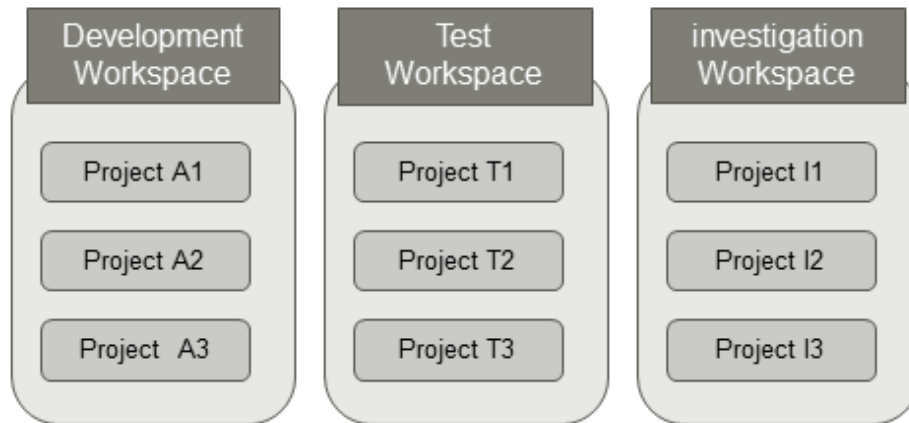 Development
Workspace
Project A1
Project A2
Project A3
Test
Workspace
Project T1
Project T2
Project T3
investigation
Workspace
Project I1
Project I2
Project I3